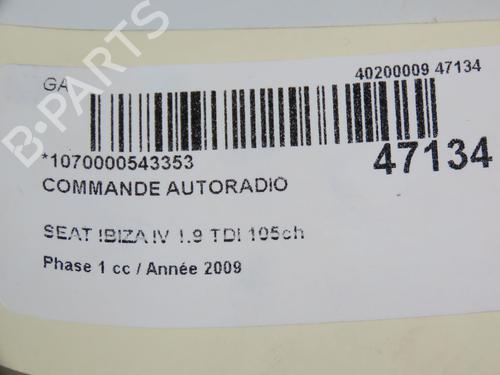 GA
40200009 47134
*1070000543353
47134
COMMANDE AUTORADIO
SEAT IBIZA IV 1.9 TDI 105ch
Phase 1 cc / Année 2009
B-PARTS